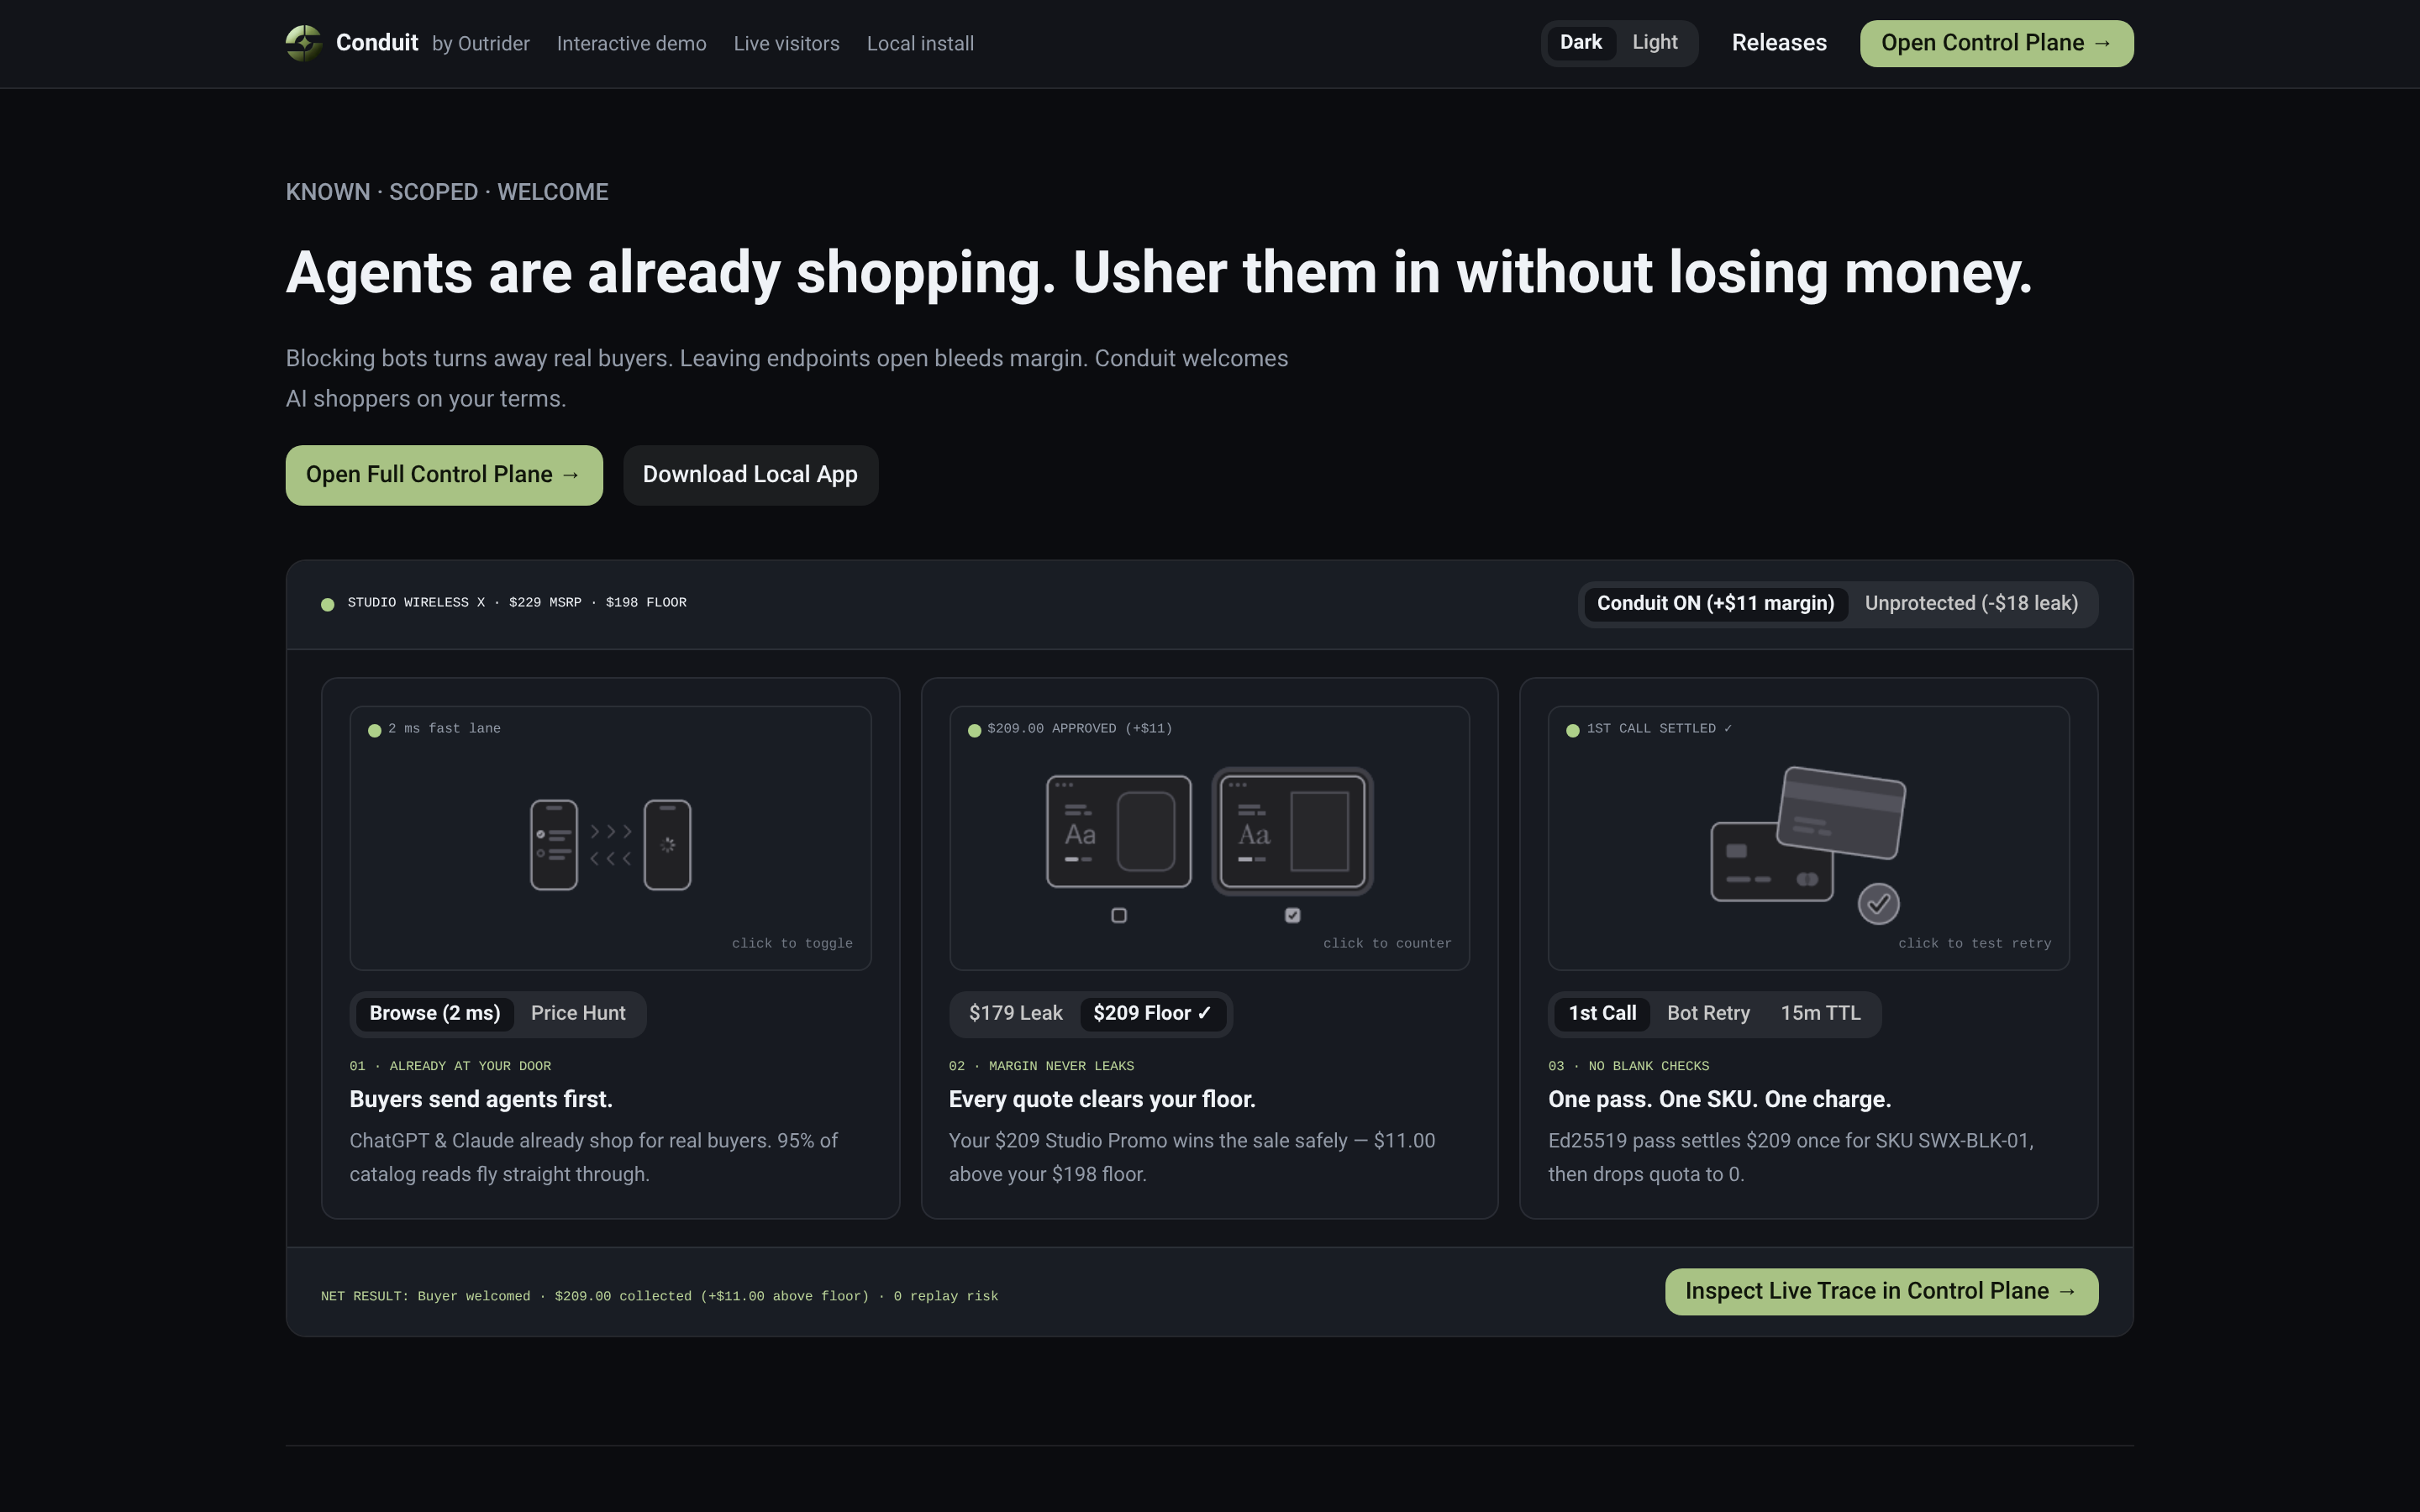 Conduit by Outrider Interactive demo Live visitors Local install Dark Light Releases Open Control Plane →
KNOWN · SCOPED · WELCOME
Agents are already shopping. Usher them in without losing money.
Blocking bots turns away real buyers. Leaving endpoints open bleeds margin. Conduit welcomes
AI shoppers on your terms.
Open Full Control Plane → Download Local App
STUDIO WIRELESS X · $229 MSRP · $198 FLOOR Conduit ON (+$11 margin) Unprotected (-$18 leak)
2 ms fast lane
click to toggle
Browse (2 ms) Price Hunt
01 · ALREADY AT YOUR DOOR
Buyers send agents first.
ChatGPT & Claude already shop for real buyers. 95% of
catalog reads fly straight through.
$209.00 APPROVED (+$11)
Aa Aa
click to counter
$179 Leak $209 Floor ✓
02 · MARGIN NEVER LEAKS
Every quote clears your floor.
Your $209 Studio Promo wins the sale safely — $11.00
above your $198 floor.
1ST CALL SETTLED ✓
click to test retry
1st Call Bot Retry 15m TTL
03 · NO BLANK CHECKS
One pass. One SKU. One charge.
Ed25519 pass settles $209 once for SKU SWX-BLK-01,
then drops quota to 0.
NET RESULT: Buyer welcomed · $209.00 collected (+$11.00 above floor) · 0 replay risk Inspect Live Trace in Control Plane →